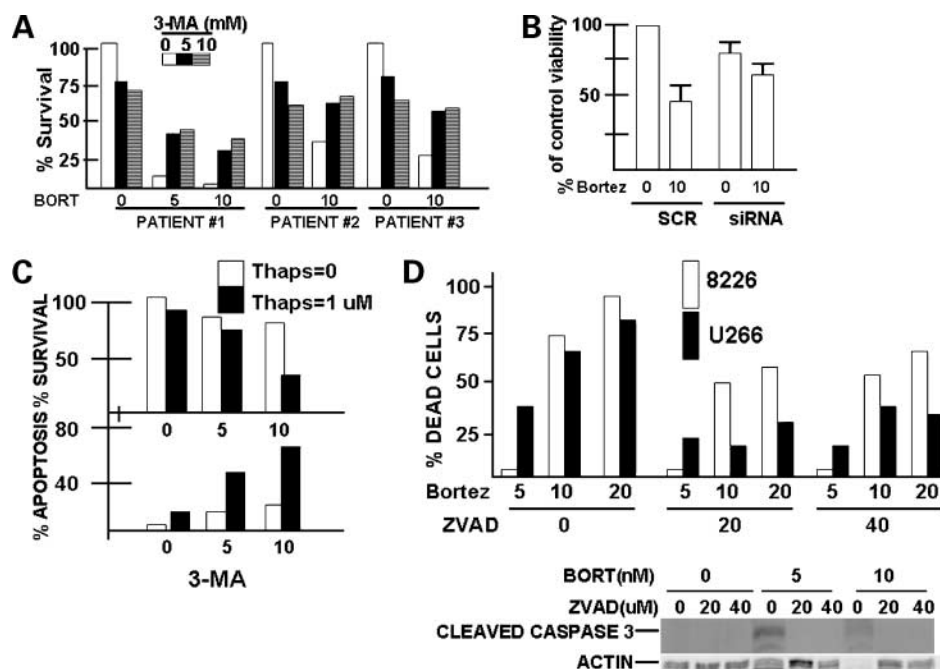 A
3-MA (mM)
0 5 10
% Survival
100
75
50
25
BORT
0 5 10 0 10 0 10
PATIENT #1 PATIENT #2 PATIENT #3
B
% of control viability
50
% Bortez 0 10 0 10
SCR siRNA
C
Thaps=0
Thaps=1 uM
% SURVIVAL
100
50
0 5 10
% APOPTOSIS
80
40
0 5 10
3-MA
D
8226
U266
% DEAD CELLS
100
75
50
25
Bortez 5 10 20 5 10 20 5 10 20
ZVAD 0 20 40
BORT(nM) 0 5 10
ZVAD(uM) 0 20 40 0 20 40 0 20 40
CLEAVED CASPASE 3
ACTIN